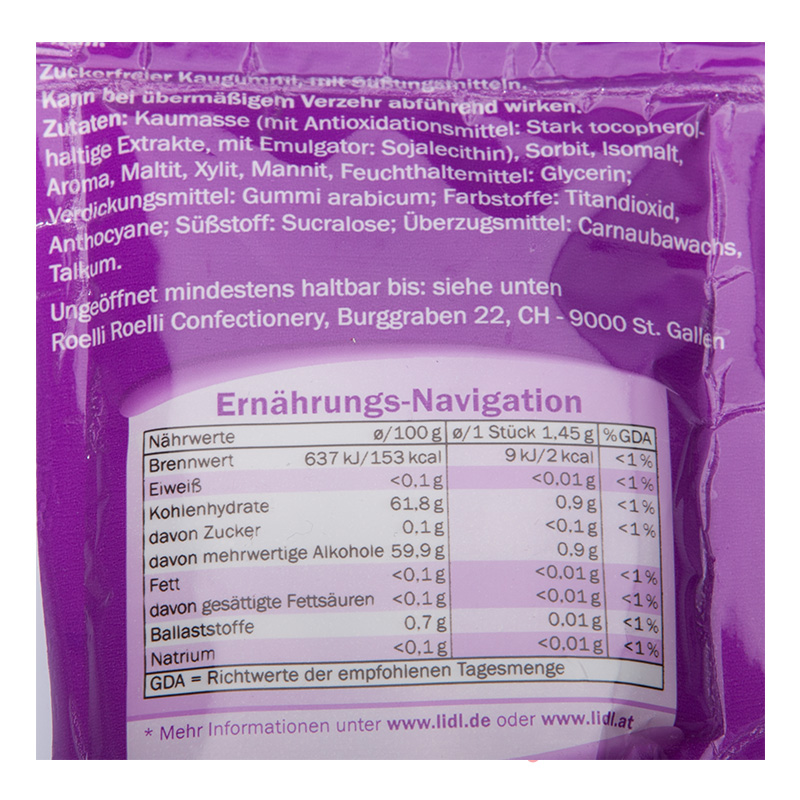 Zuckerfreier Kaugummi, mit Süßungsmitteln.
Kann bei übermäßigem Verzehr abführend wirken.
Zutaten: Kaumasse (mit Antioxidationsmittel: Stark tocopherol-
haltige Extrakte, mit Emulgator: Sojalecithin), Sorbit, Isomalt,
Aroma, Maltit, Xylit, Mannit, Feuchthaltemittel: Glycerin;
Verdickungsmittel: Gummi arabicum; Farbstoffe: Titandioxid,
Anthocyane; Süßstoff: Sucralose; Überzugsmittel: Carnaubawachs,
Talkum.
Ungeöffnet mindestens haltbar bis: siehe unten
Roelli Roelli Confectionery, Burggraben 22, CH - 9000 St. Gallen
Ernährungs-Navigation
Nährwerte ø/100 g ø/1 Stück 1,45 g % GDA
Brennwert 637 kJ/153 kcal 9 kJ/2 kcal <1%
Eiweiß <0,1 g <0,01 g <1%
Kohlenhydrate 61,8 g 0,9 g <1%
davon Zucker 0,1 g <0,1 g <1%
davon mehrwertige Alkohole 59,9 g 0,9 g
Fett <0,1 g <0,01 g <1%
davon gesättigte Fettsäuren <0,1 g <0,01 g <1%
Ballaststoffe 0,7 g 0,01 g <1%
Natrium <0,1 g <0,01 g <1%
GDA = Richtwerte der empfohlenen Tagesmenge
* Mehr Informationen unter www.lidl.de oder www.lidl.at